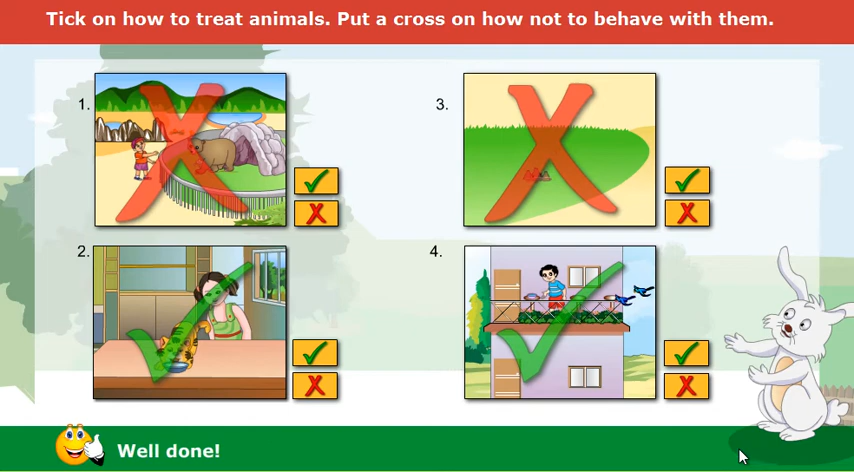 Tick on how to treat animals. Put a cross on how not to behave with them.
1.
3.
2.
4.
Well done!